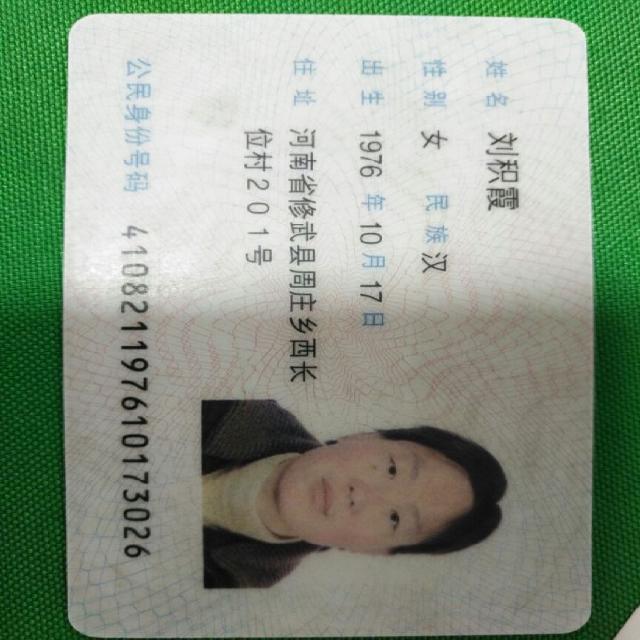 姓名 刘积霞
性别 女 民族 汉
出生 1976 年 10 月 17 日
住址 河南省修武县周庄乡西长
位村201号
公民身份号码 410821197610173026